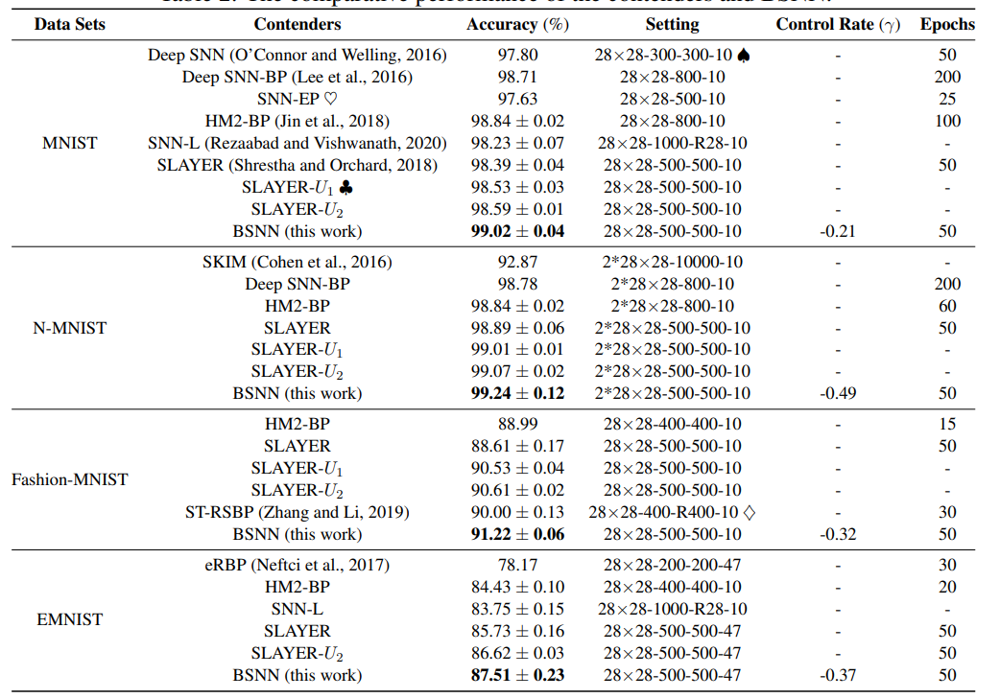 Table 2: The comparative performance of the contenders and BSNN.
Data Sets Contenders Accuracy (%) Setting Control Rate (γ) Epochs
Deep SNN (O'Connor and Welling, 2016) 97.80 28×28-300-300-10 ♠ - 50
Deep SNN-BP (Lee et al., 2016) 98.71 28×28-800-10 - 200
SNN-EP ♡ 97.63 28×28-500-10 - 25
HM2-BP (Jin et al., 2018) 98.84 ± 0.02 28×28-800-10 - 100
MNIST SNN-L (Rezaabad and Vishwanath, 2020) 98.23 ± 0.07 28×28-1000-R28-10 - -
SLAYER (Shrestha and Orchard, 2018) 98.39 ± 0.04 28×28-500-500-10 - 50
SLAYER-U₁ ♣ 98.53 ± 0.03 28×28-500-500-10 - -
SLAYER-U₂ 98.59 ± 0.01 28×28-500-500-10 - -
BSNN (this work) 99.02 ± 0.04 28×28-500-500-10 -0.21 50
SKIM (Cohen et al., 2016) 92.87 2*28×28-10000-10 - -
Deep SNN-BP 98.78 2*28×28-800-10 - 200
HM2-BP 98.84 ± 0.02 2*28×28-800-10 - 60
N-MNIST SLAYER 98.89 ± 0.06 2*28×28-500-500-10 - 50
SLAYER-U₁ 99.01 ± 0.01 2*28×28-500-500-10 - -
SLAYER-U₂ 99.07 ± 0.02 2*28×28-500-500-10 - -
BSNN (this work) 99.24 ± 0.12 2*28×28-500-500-10 -0.49 50
HM2-BP 88.99 28×28-400-400-10 - 15
SLAYER 88.61 ± 0.17 28×28-500-500-10 - 50
Fashion-MNIST SLAYER-U₁ 90.53 ± 0.04 28×28-500-500-10 - -
SLAYER-U₂ 90.61 ± 0.02 28×28-500-500-10 - -
ST-RSBP (Zhang and Li, 2019) 90.00 ± 0.13 28×28-400-R400-10 ♢ - 30
BSNN (this work) 91.22 ± 0.06 28×28-500-500-10 -0.32 50
eRBP (Neftci et al., 2017) 78.17 28×28-200-200-47 - 30
HM2-BP 84.43 ± 0.10 28×28-400-400-10 - 20
EMNIST SNN-L 83.75 ± 0.15 28×28-1000-R28-10 - -
SLAYER 85.73 ± 0.16 28×28-500-500-47 - 50
SLAYER-U₂ 86.62 ± 0.03 28×28-500-500-47 - 50
BSNN (this work) 87.51 ± 0.23 28×28-500-500-47 -0.37 50